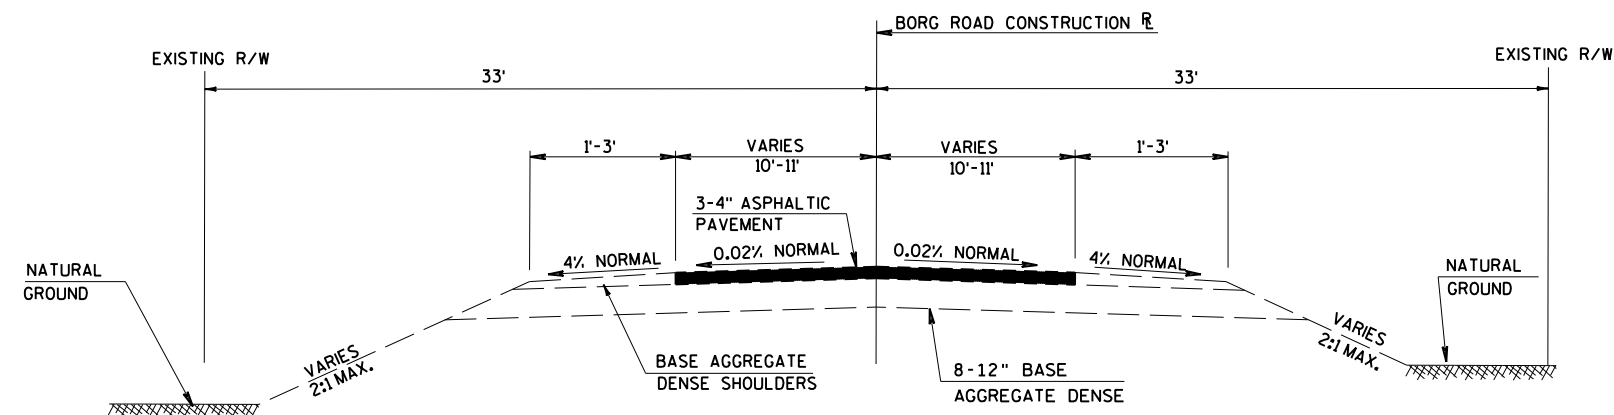 BORG ROAD CONSTRUCTION RL
EXISTING R/W
EXISTING R/W
33'
33'
1'-3'
VARIES
10'-11'
VARIES
10'-11'
1'-3'
3-4" ASPHALTIC
PAVEMENT
4% NORMAL
0.02% NORMAL
0.02% NORMAL
4% NORMAL
NATURAL
GROUND
NATURAL
GROUND
VARIES
2:1 MAX.
VARIES
2:1 MAX.
BASE AGGREGATE
DENSE SHOULDERS
8-12" BASE
AGGREGATE DENSE